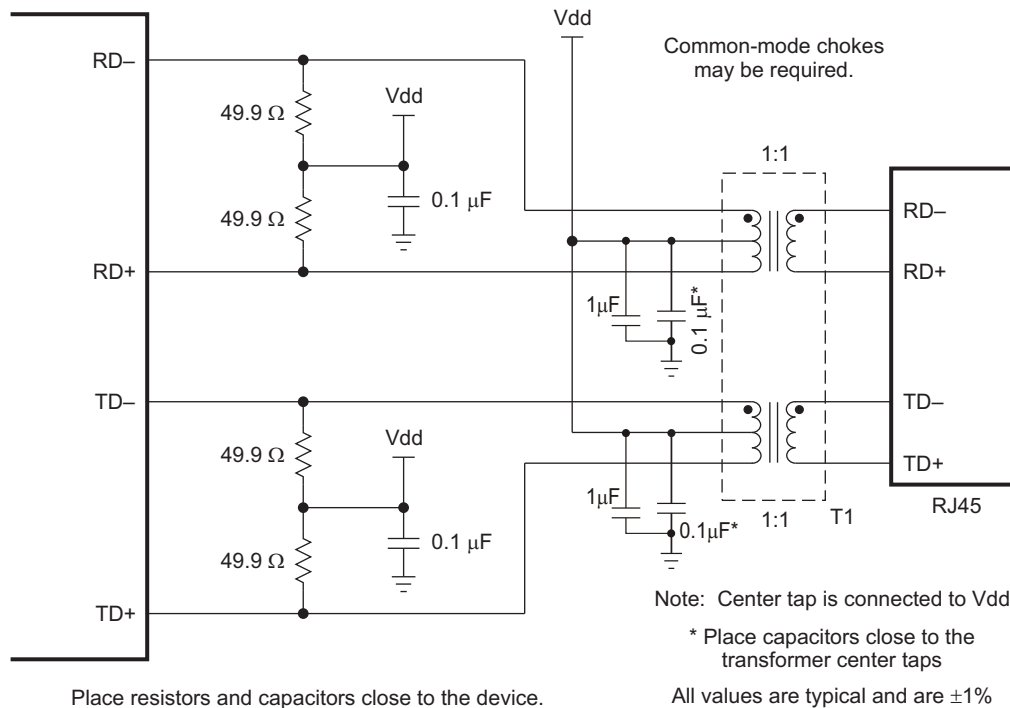 Vdd
Common-mode chokes
may be required.
RD–
49.9 Ω
Vdd
0.1 µF
49.9 Ω
RD+
1:1
RD–
RD+
1µF
0.1 µF*
TD–
49.9 Ω
Vdd
0.1 µF
49.9 Ω
TD+
1µF
0.1µF*
1:1
T1
TD–
TD+
RJ45
Note: Center tap is connected to Vdd
* Place capacitors close to the
transformer center taps
Place resistors and capacitors close to the device.
All values are typical and are ±1%